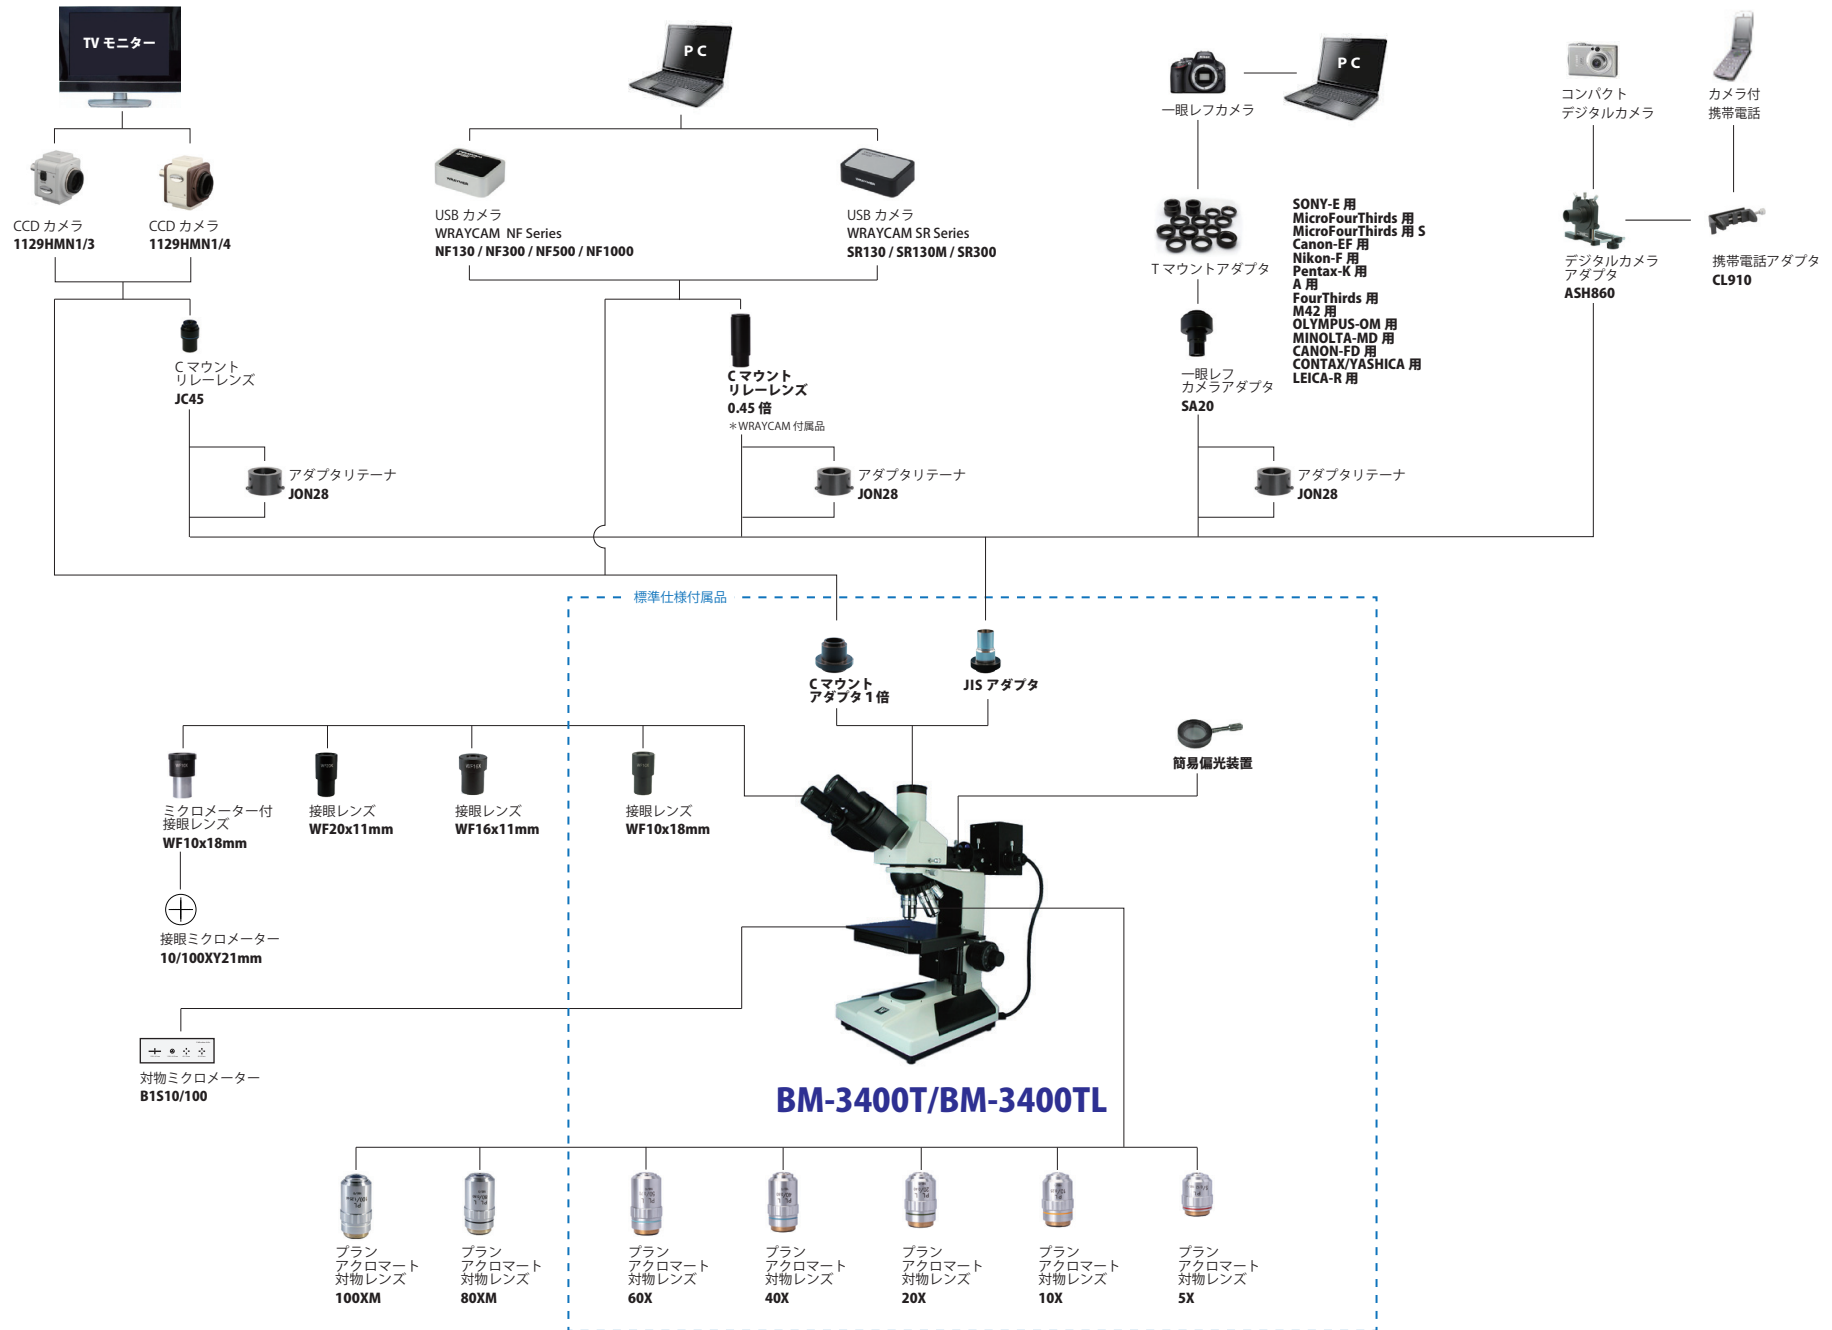 TV モニター
P C
P C
一眼レフカメラ
コンパクト
デジタルカメラ
カメラ付
携帯電話
CCD カメラ
1129HMN1/3
CCD カメラ
1129HMN1/4
USB カメラ
WRAYCAM NF Series
NF130 / NF300 / NF500 / NF1000
USB カメラ
WRAYCAM SR Series
SR130 / SR130M / SR300
T マウントアダプタ
SONY-E 用
MicroFourThirds 用
MicroFourThirds 用 S
Canon-EF 用
Nikon-F 用
Pentax-K 用
A 用
FourThirds 用
M42 用
OLYMPUS-OM 用
MINOLTA-MD 用
CANON-FD 用
CONTAX/YASHICA 用
LEICA-R 用
デジタルカメラ
アダプタ
ASH860
携帯電話アダプタ
CL910
C マウント
リレーレンズ
JC45
C マウント
リレーレンズ
0.45 倍
＊WRAYCAM 付属品
一眼レフ
カメラアダプタ
SA20
アダプタリテーナ
JON28
アダプタリテーナ
JON28
アダプタリテーナ
JON28
標準仕様付属品
C マウント
アダプタ 1 倍
JIS アダプタ
簡易偏光装置
ミクロメーター付
接眼レンズ
WF10x18mm
接眼レンズ
WF20x11mm
接眼レンズ
WF16x11mm
接眼レンズ
WF10x18mm
接眼ミクロメーター
10/100XY21mm
対物ミクロメーター
B1S10/100
BM-3400T/BM-3400TL
プラン
アクロマート
対物レンズ
100XM
プラン
アクロマート
対物レンズ
80XM
プラン
アクロマート
対物レンズ
60X
プラン
アクロマート
対物レンズ
40X
プラン
アクロマート
対物レンズ
20X
プラン
アクロマート
対物レンズ
10X
プラン
アクロマート
対物レンズ
5X